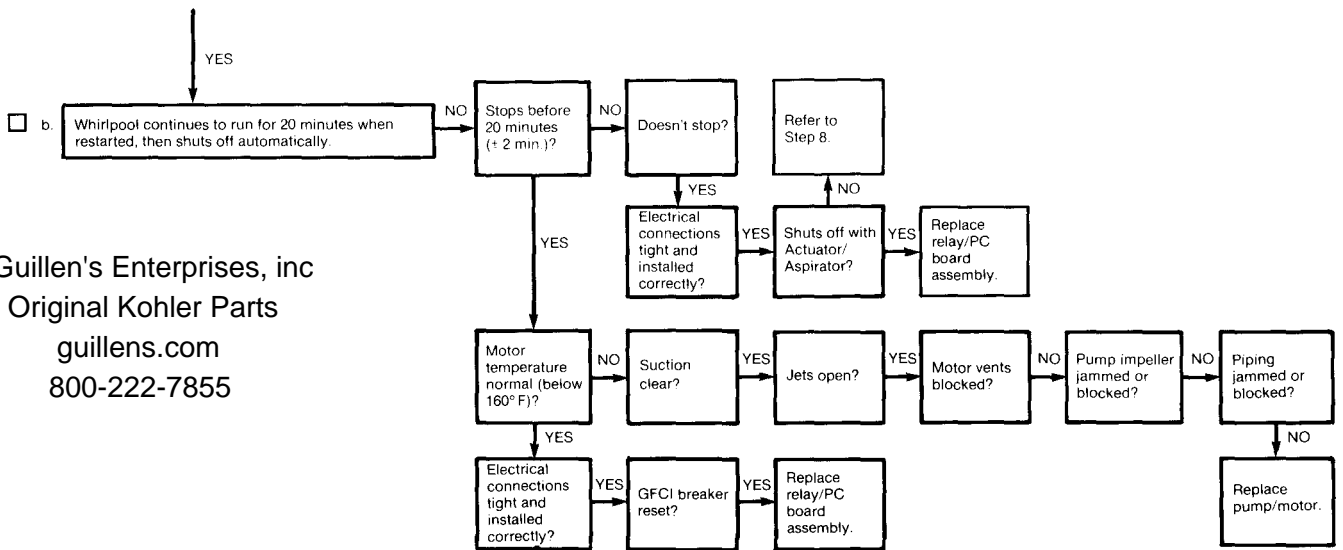 YES
b.
Whirlpool continues to run for 20 minutes when
restarted, then shuts off automatically.
NO
Stops before
20 minutes
(± 2 min.)?
NO
Doesn't stop?
Refer to
Step 8.
YES
NO
YES
Electrical
connections
tight and
installed
correctly?
YES
Shuts off with
Actuator/
Aspirator?
YES
Replace
relay/PC
board
assembly.
Guillen's Enterprises, inc
Original Kohler Parts
guillens.com
800-222-7855
Motor
temperature
normal (below
160° F)?
NO
Suction
clear?
YES
Jets open?
YES
Motor vents
blocked?
NO
Pump impeller
jammed or
blocked?
NO
Piping
jammed or
blocked?
YES
NO
Electrical
connections
tight and
installed
correctly?
YES
GFCI breaker
reset?
YES
Replace
relay/PC
board
assembly.
Replace
pump/motor.